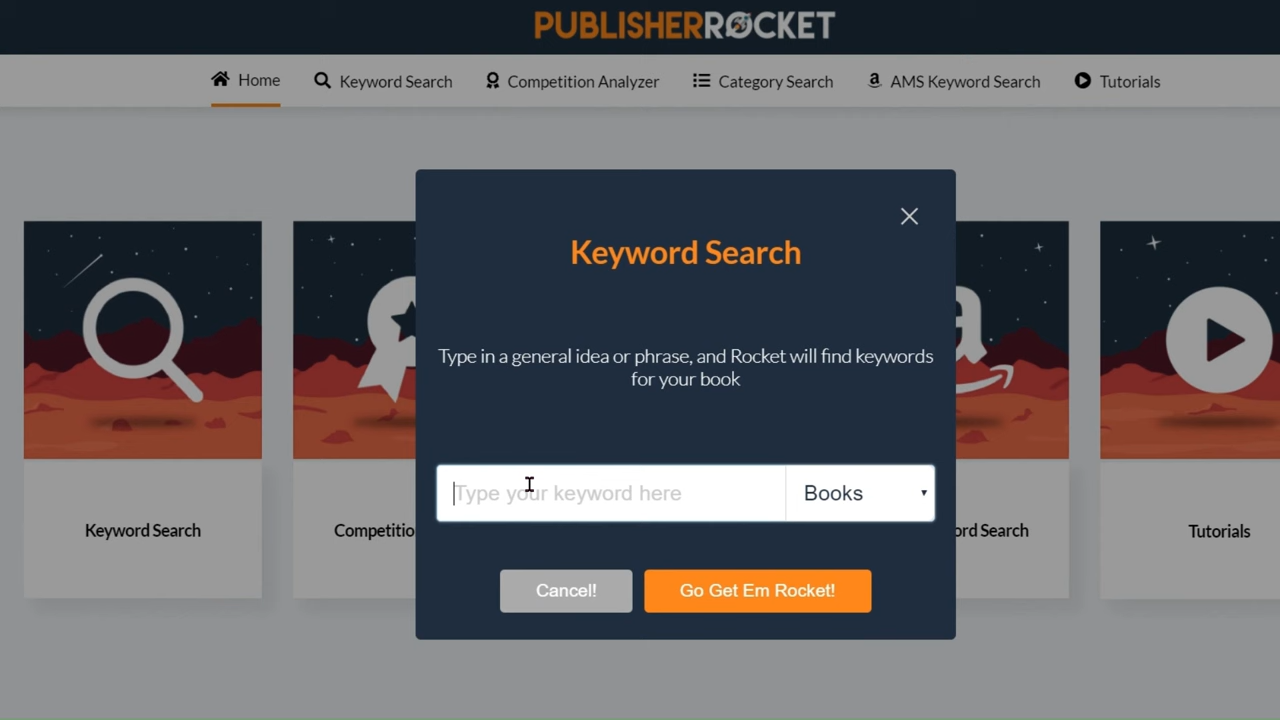 PUBLISHERROCKET
Home
Keyword Search
Competition Analyzer
Category Search
AMS Keyword Search
Tutorials
Keyword Search
Type in a general idea or phrase, and Rocket will find keywords
for your book
Type your keyword here
Books
Cancel!
Go Get Em Rocket!
Keyword Search
Competitio
ord Search
Tutorials